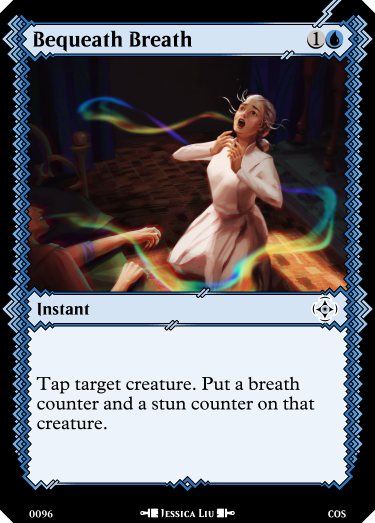 Bequeath Breath 1
Instant
Tap target creature. Put a breath
counter and a stun counter on that
creature.
0096 Jessica Liu COS